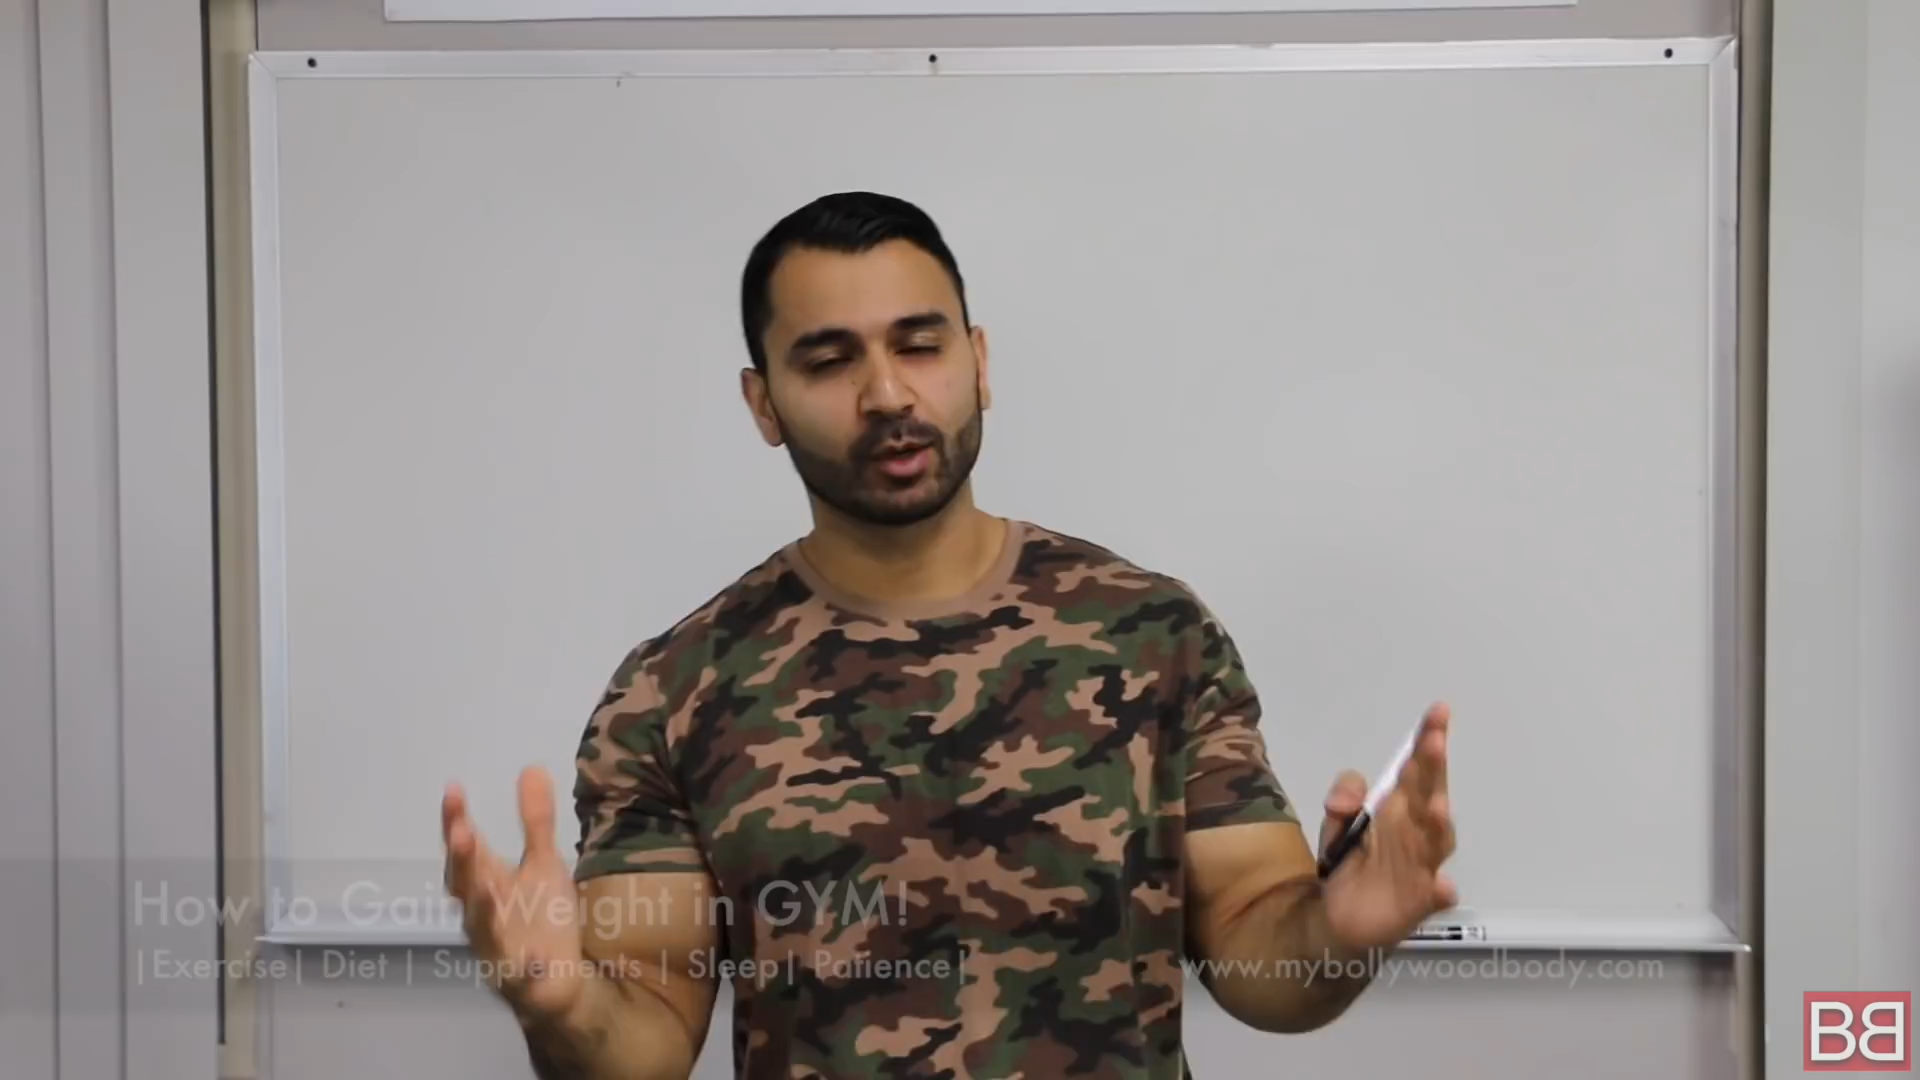 How to Gain Weight in GYM!
|Exercise| Diet | Supplements | Sleep| Patience|
www.mybollywoodbody.com
BB